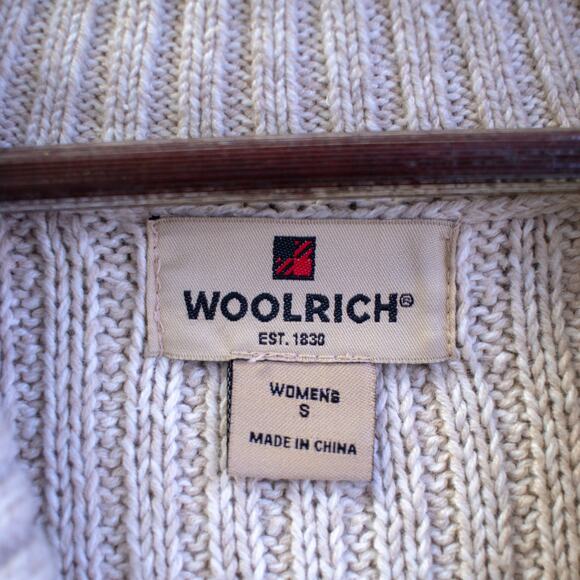 WOOLRICH®
EST. 1830
WOMENS
S
MADE IN CHINA